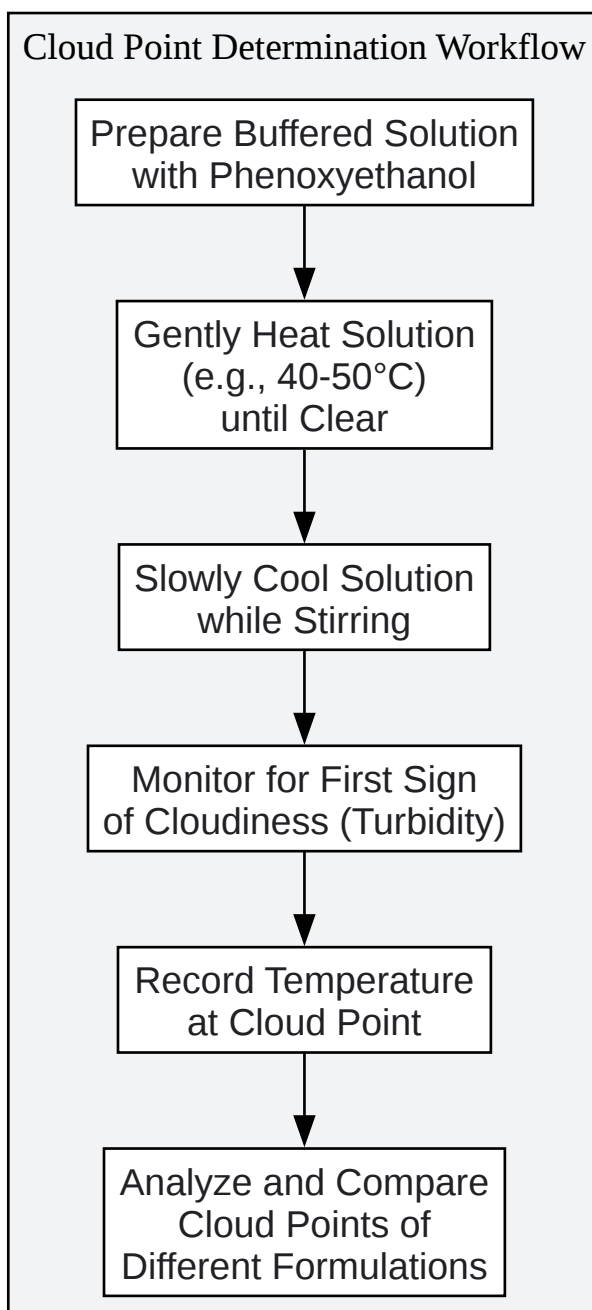 Cloud Point Determination Workflow
Prepare Buffered Solution
with Phenoxyethanol
Gently Heat Solution
(e.g., 40-50°C)
until Clear
Slowly Cool Solution
while Stirring
Monitor for First Sign
of Cloudiness (Turbidity)
Record Temperature
at Cloud Point
Analyze and Compare
Cloud Points of
Different Formulations